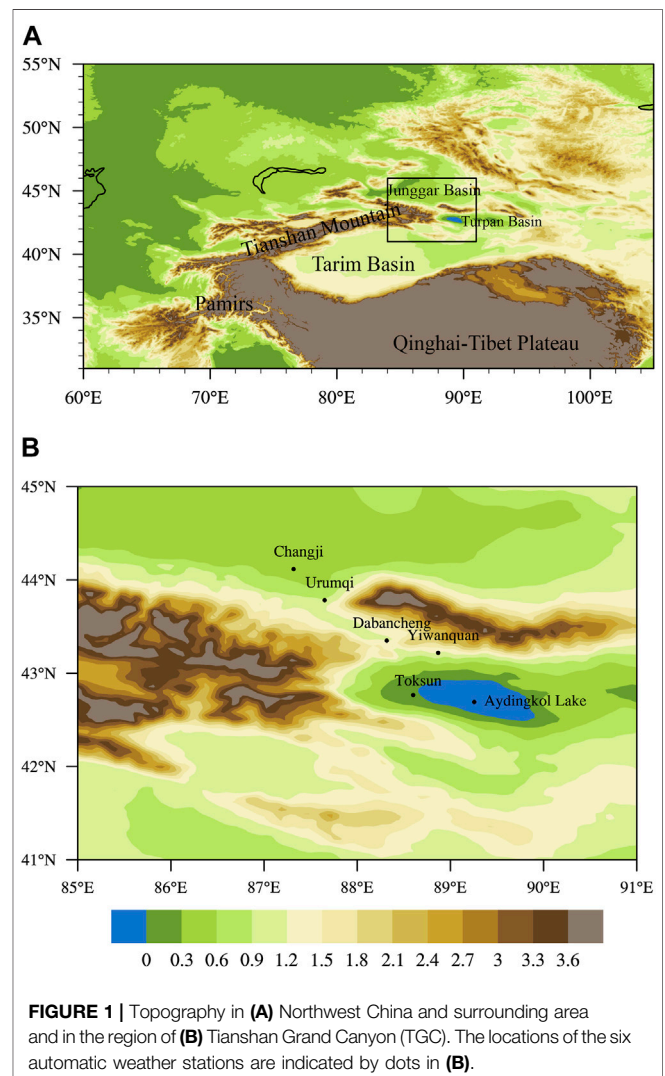 A
55°N
50°N
45°N
40°N
35°N
Junggar Basin
Turpan Basin
Tianshan Mountain
Tarim Basin
Pamirs
Qinghai-Tibet Plateau
60°E 70°E 80°E 90°E 100°E
B
45°N
44°N
43°N
42°N
41°N
Changji
Urumqi
Dabancheng
Yiwanquan
Toksun
Aydingkol Lake
85°E 86°E 87°E 88°E 89°E 90°E 91°E
0 0.3 0.6 0.9 1.2 1.5 1.8 2.1 2.4 2.7 3 3.3 3.6
FIGURE 1 | Topography in (A) Northwest China and surrounding area
and in the region of (B) Tianshan Grand Canyon (TGC). The locations of the six
automatic weather stations are indicated by dots in (B).